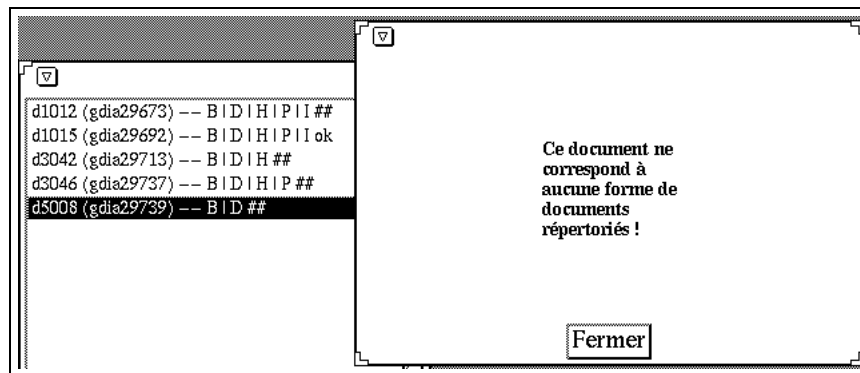 d1012 (gdia29673) -- B | D | H | P | I ##
d1015 (gdia29692) -- B | D | H | P | I ok
d3042 (gdia29713) -- B | D | H ##
d3046 (gdia29737) -- B | D | H | P ##
d5008 (gdia29739) -- B | D ##
Ce document ne
correspond à
aucune forme de
documents
répertoriés !
Fermer